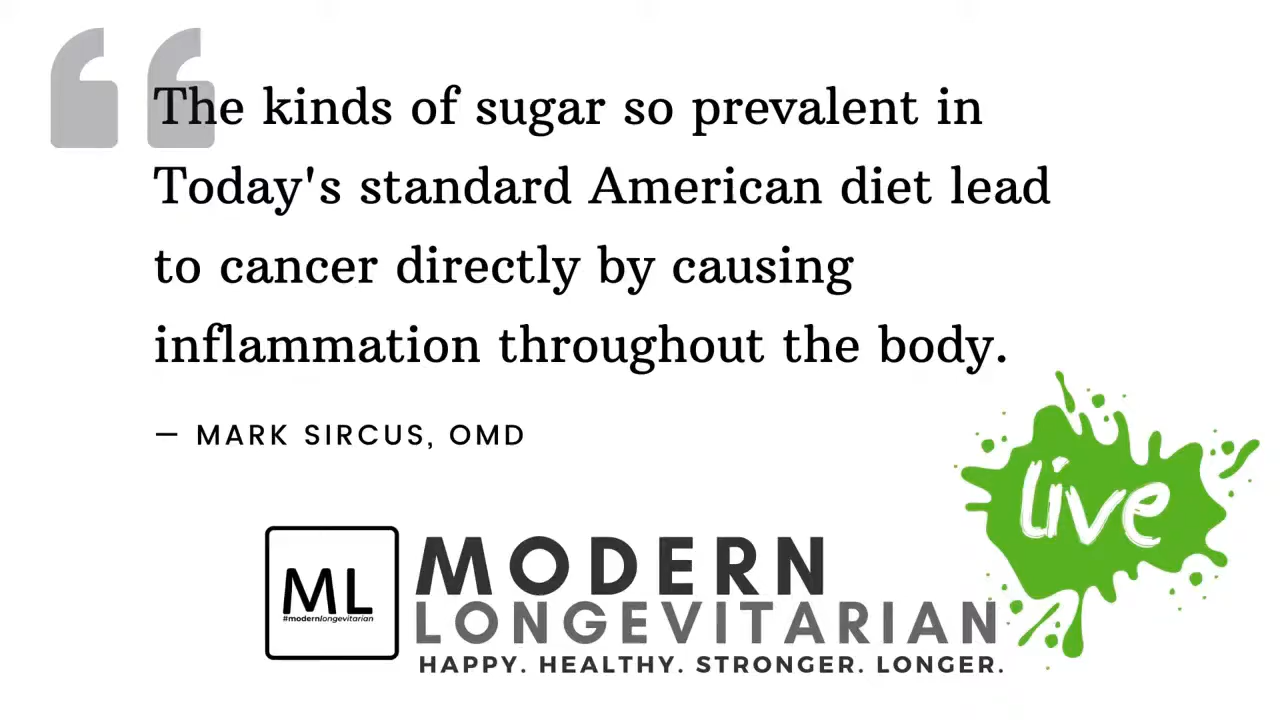 The kinds of sugar so prevalent in
Today's standard American diet lead
to cancer directly by causing
inflammation throughout the body.
— MARK SIRCUS, OMD
live
ML
#modernlongevitarian
MODERN
LONGEVITARIAN
HAPPY. HEALTHY. STRONGER. LONGER.